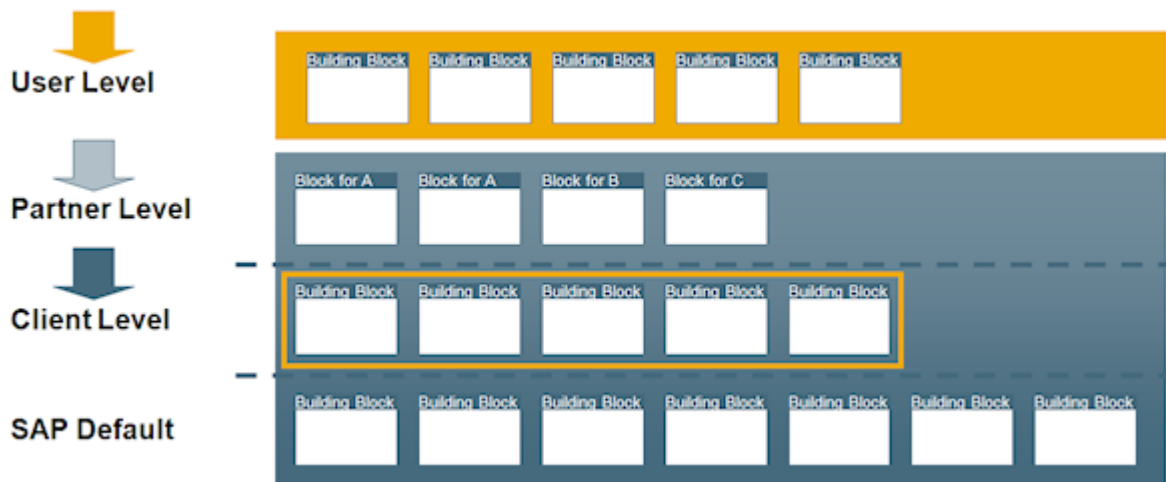 User Level
Building Block Building Block Building Block Building Block Building Block
Partner Level
Block for A Block for A Block for B Block for C
Client Level
Building Block Building Block Building Block Building Block Building Block
SAP Default
Building Block Building Block Building Block Building Block Building Block Building Block Building Block